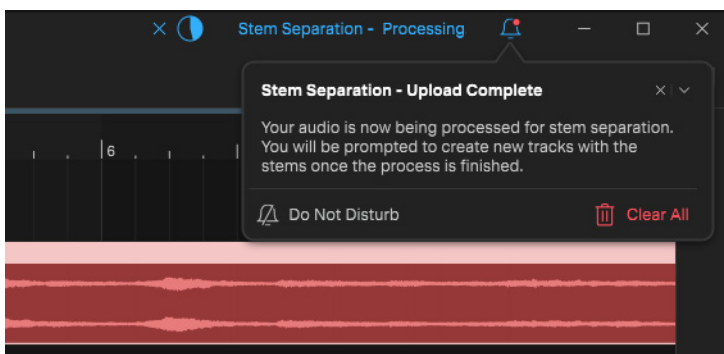 Stem Separation - Processing
Stem Separation - Upload Complete
Your audio is now being processed for stem separation.
You will be prompted to create new tracks with the
stems once the process is finished.
6
Do Not Disturb
Clear All